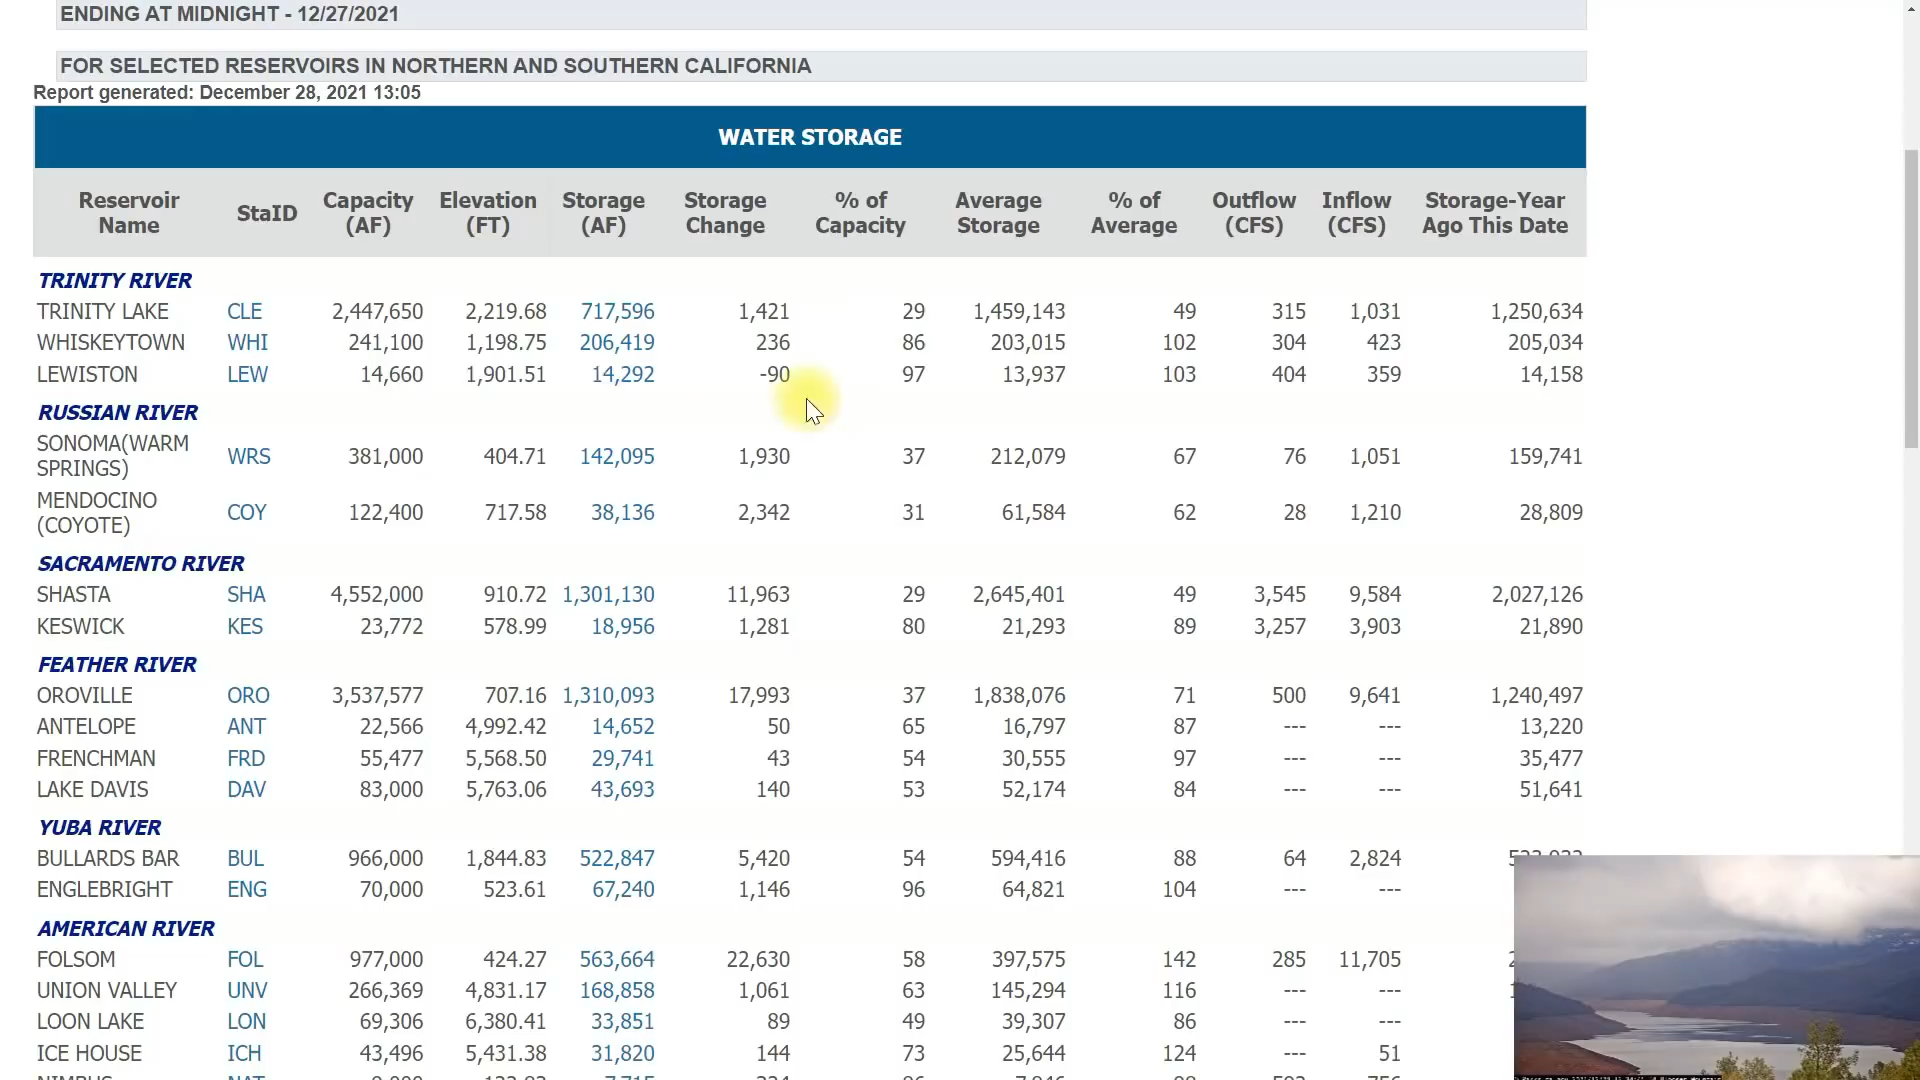 ENDING AT MIDNIGHT - 12/27/2021
FOR SELECTED RESERVOIRS IN NORTHERN AND SOUTHERN CALIFORNIA
Report generated: December 28, 2021 13:05
WATER STORAGE
Reservoir Name StaID Capacity (AF) Elevation (FT) Storage (AF) Storage Change % of Capacity Average Storage % of Average Outflow (CFS) Inflow (CFS) Storage-Year Ago This Date
TRINITY RIVER
TRINITY LAKE CLE 2,447,650 2,219.68 717,596 1,421 29 1,459,143 49 315 1,031 1,250,634
WHISKEYTOWN WHI 241,100 1,198.75 206,419 236 86 203,015 102 304 423 205,034
LEWISTON LEW 14,660 1,901.51 14,292 -90 97 13,937 103 404 359 14,158
RUSSIAN RIVER
SONOMA(WARM SPRINGS) WRS 381,000 404.71 142,095 1,930 37 212,079 67 76 1,051 159,741
MENDOCINO (COYOTE) COY 122,400 717.58 38,136 2,342 31 61,584 62 28 1,210 28,809
SACRAMENTO RIVER
SHASTA SHA 4,552,000 910.72 1,301,130 11,963 29 2,645,401 49 3,545 9,584 2,027,126
KESWICK KES 23,772 578.99 18,956 1,281 80 21,293 89 3,257 3,903 21,890
FEATHER RIVER
OROVILLE ORO 3,537,577 707.16 1,310,093 17,993 37 1,838,076 71 500 9,641 1,240,497
ANTELOPE ANT 22,566 4,992.42 14,652 50 65 16,797 87 --- --- 13,220
FRENCHMAN FRD 55,477 5,568.50 29,741 43 54 30,555 97 --- --- 35,477
LAKE DAVIS DAV 83,000 5,763.06 43,693 140 53 52,174 84 --- --- 51,641
YUBA RIVER
BULLARDS BAR BUL 966,000 1,844.83 522,847 5,420 54 594,416 88 64 2,824
ENGLEBRIGHT ENG 70,000 523.61 67,240 1,146 96 64,821 104 --- ---
AMERICAN RIVER
FOLSOM FOL 977,000 424.27 563,664 22,630 58 397,575 142 285 11,705
UNION VALLEY UNV 266,369 4,831.17 168,858 1,061 63 145,294 116 --- ---
LOON LAKE LON 69,306 6,380.41 33,851 89 49 39,307 86 --- ---
ICE HOUSE ICH 43,496 5,431.38 31,820 144 73 25,644 124 --- 51